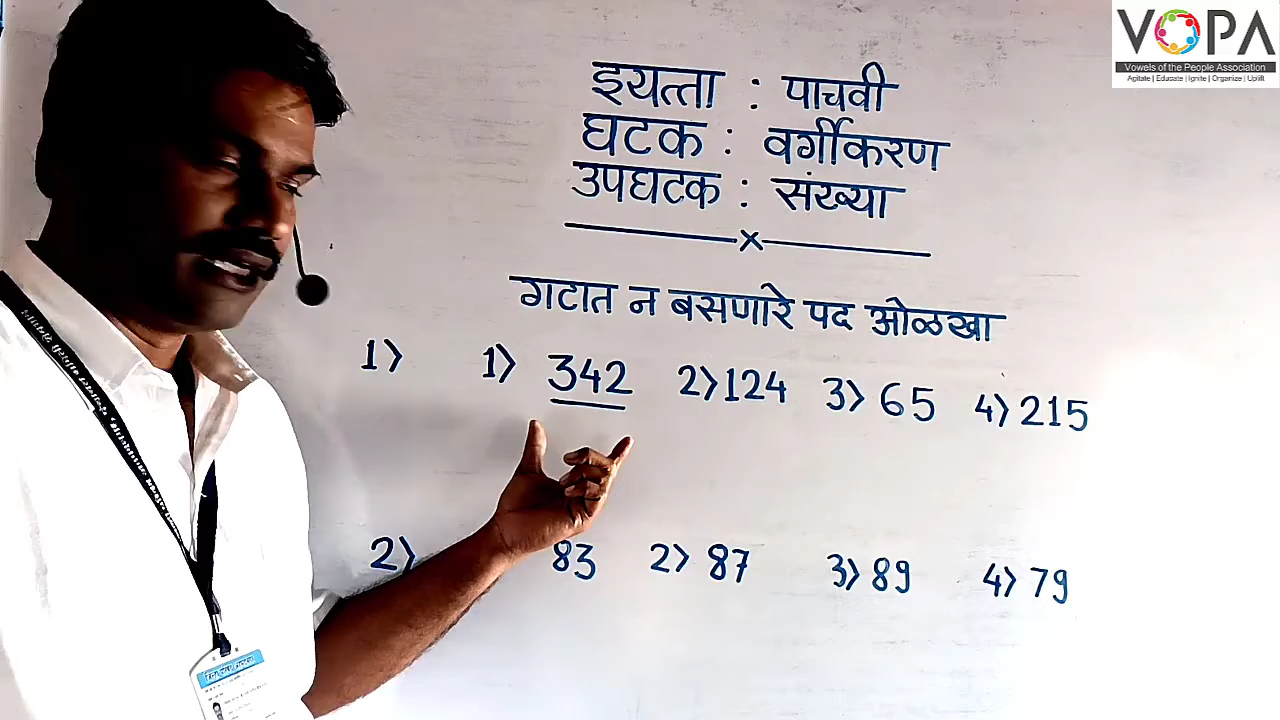 VOPA
Vowels of the People Association
Agitate | Educate | Ignite | Organize | Uplift
इयत्ता : पाचवी
घटक : वर्गीकरण
उपघटक : संख्या
x
गटात न बसणारे पद ओळखा
1) 1) 342 2) 124 3) 65 4) 215
2) 83 2) 87 3) 89 4) 79